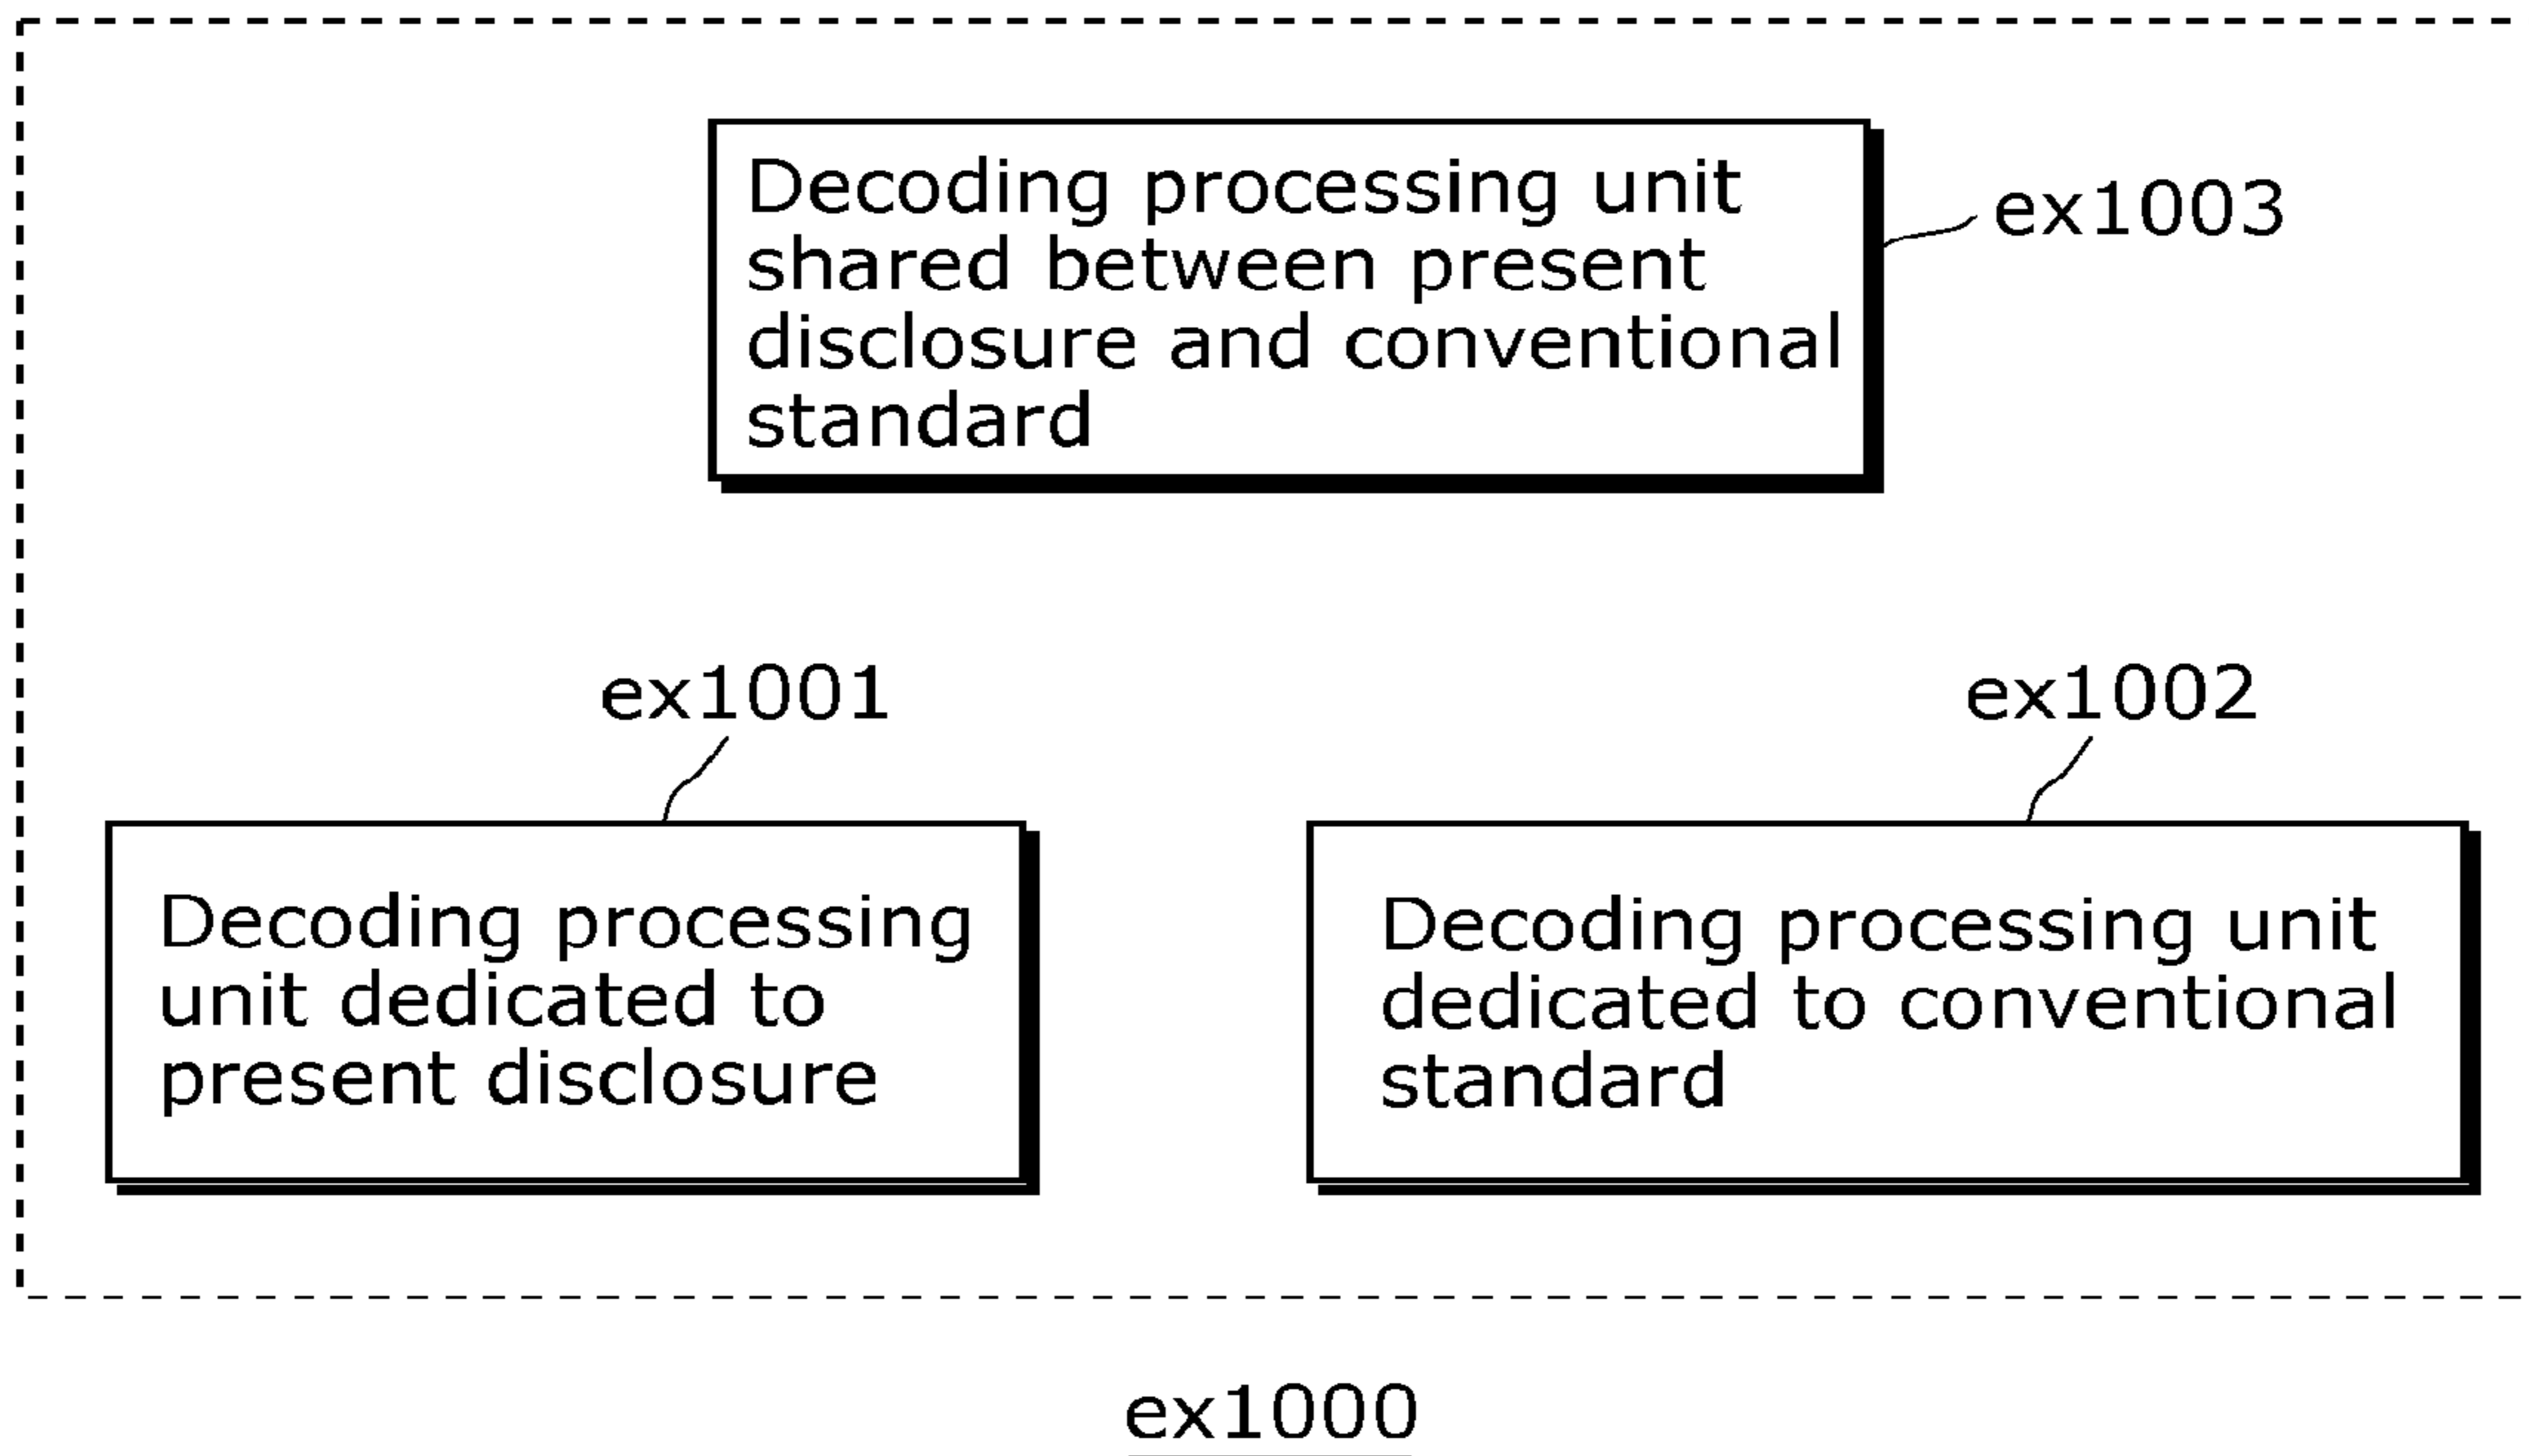 Decoding processing unit
shared between present
disclosure and conventional
standard
ex1003
ex1001
ex1002
Decoding processing
unit dedicated to
present disclosure
Decoding processing unit
dedicated to conventional
standard
ex1000